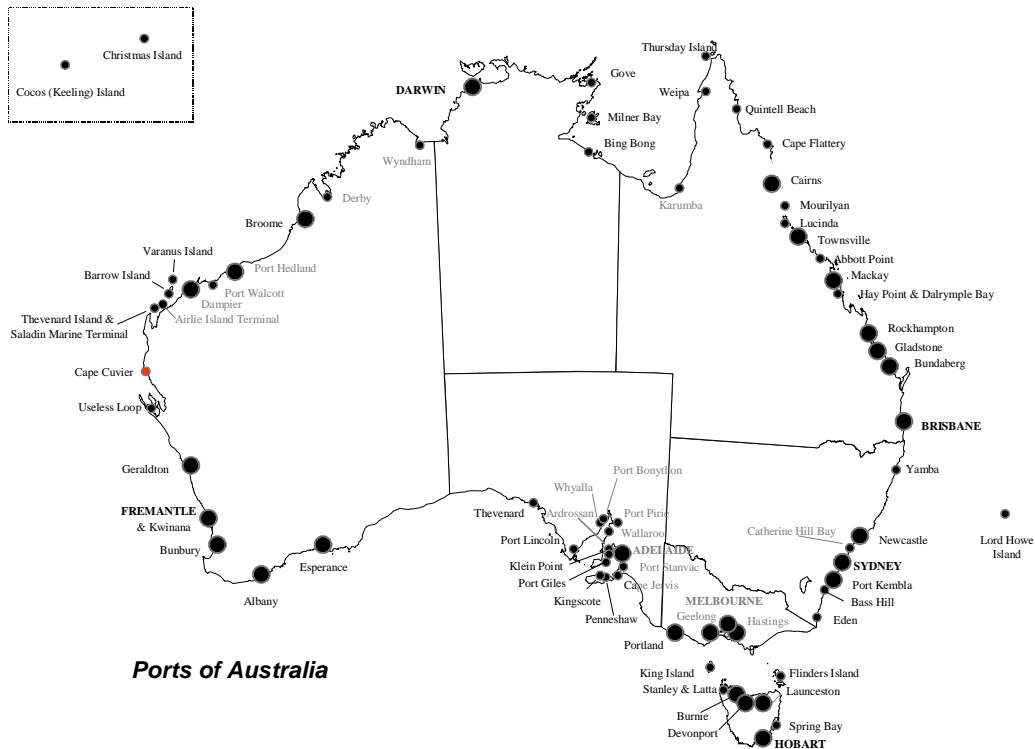 Christmas Island
Cocos (Keeling) Island
Thursday Island
Gove
DARWIN
Weipa
Quintell Beach
Milner Bay
Bing Bong
Cape Flattery
Wyndham
Cairns
Karumba
Derby
Mourilyan
Broome
Lucinda
Townsville
Varanus Island
Abbott Point
Port Hedland
Barrow Island
Mackay
Port Walcott
Hay Point & Dalrymple Bay
Dampier
Thevenard Island &
Saladin Marine Terminal
Airlie Island Terminal
Rockhampton
Gladstone
Bundaberg
Cape Cuvier
Useless Loop
BRISBANE
Geraldton
Port Bonython
Yamba
Whyalla
FREMANTLE
& Kwinana
Thevenard
Ardrossan
Port Pirie
Wallaroo
Catherine Hill Bay
Newcastle
Lord Howe
Island
Bunbury
Port Lincoln
ADELAIDE
Esperance
Klein Point
Port Stanvac
SYDNEY
Port Giles
Cape Jervis
Port Kembla
Albany
Kingscote
Bass Hill
Penneshaw
MELBOURNE
Geelong
Hastings
Eden
Portland
Ports of Australia
King Island
Flinders Island
Stanley & Latta
Launceston
Burnie
Devonport
Spring Bay
HOBART